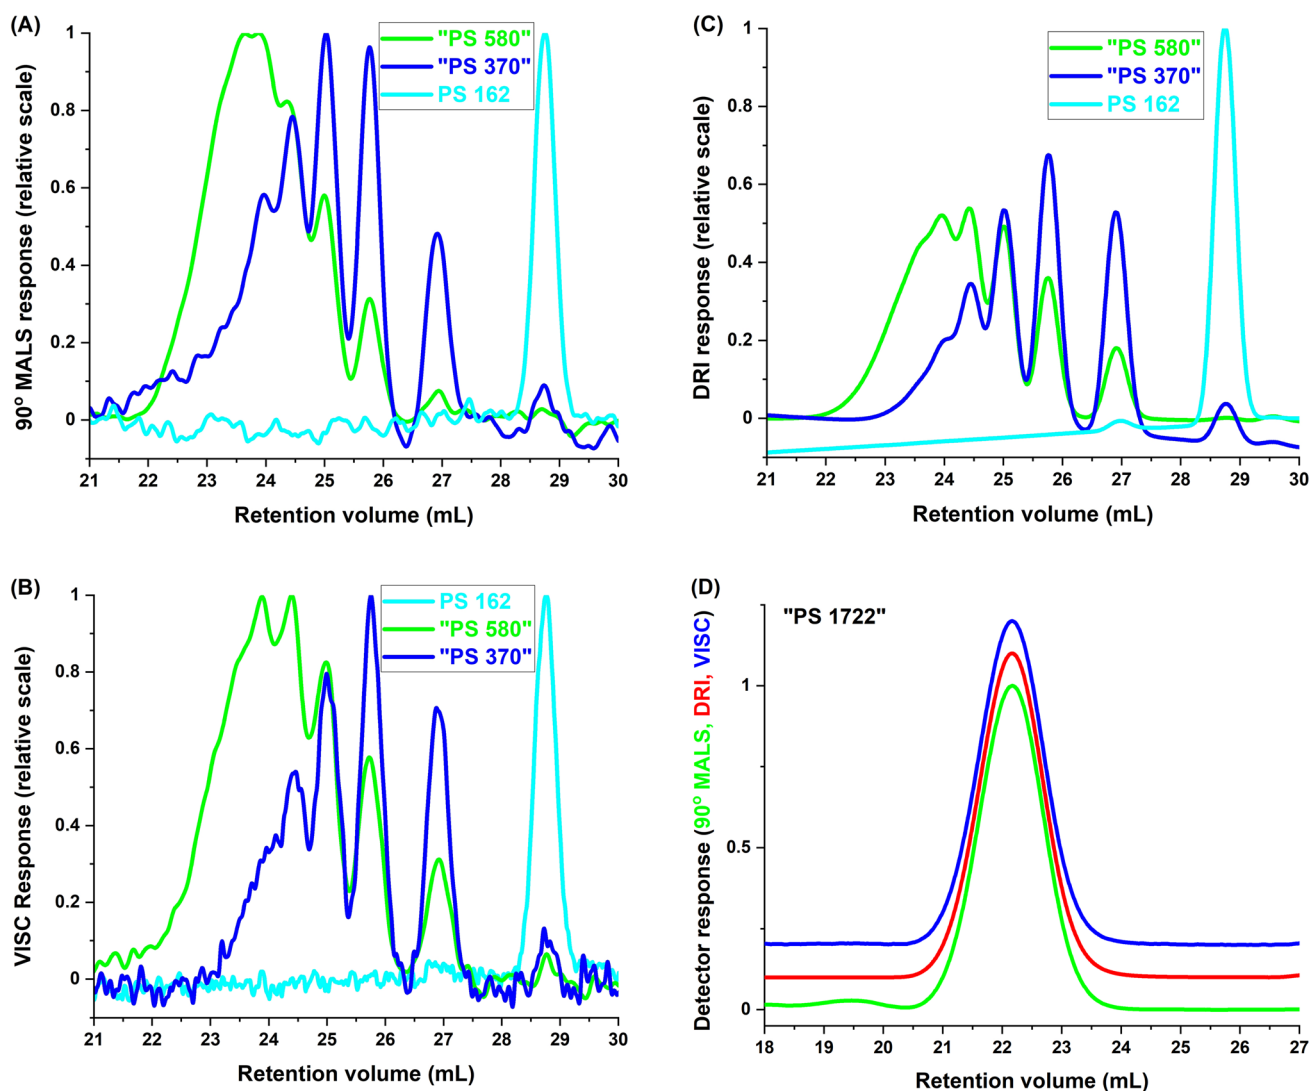 (A)
"PS 580"
"PS 370"
PS 162
90º MALS response (relative scale)
1
0.8
0.6
0.4
0.2
0
21 22 23 24 25 26 27 28 29 30
Retention volume (mL)
(C)
"PS 580"
"PS 370"
PS 162
DRI response (relative scale)
1
0.8
0.6
0.4
0.2
0
21 22 23 24 25 26 27 28 29 30
Retention volume (mL)
(B)
PS 162
"PS 580"
"PS 370"
VISC Response (relative scale)
1
0.8
0.6
0.4
0.2
0
21 22 23 24 25 26 27 28 29 30
Retention volume (mL)
(D)
"PS 1722"
Detector response (90º MALS, DRI, VISC)
1
0.5
0
18 19 20 21 22 23 24 25 26 27
Retention volume (mL)